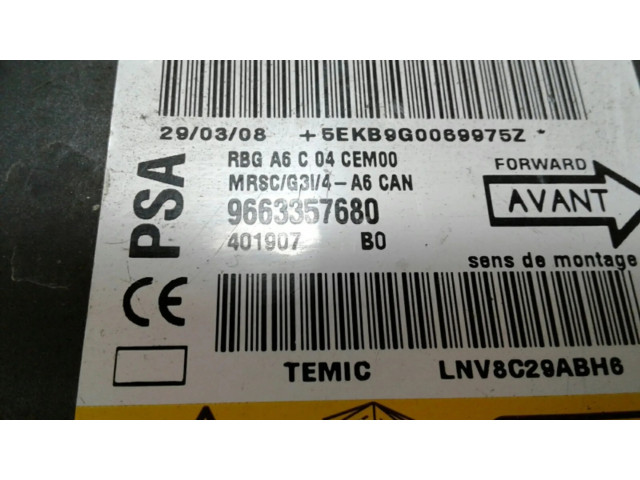 29/03/08 +5EKB9G0069975Z*
PSA
RBG A6 C 04 CEM00
MRSC/G3I/4-A6 CAN
9663357680
401907 B0
FORWARD
AVANT
sens de montage
CE
TEMIC LNV8C29ABH6